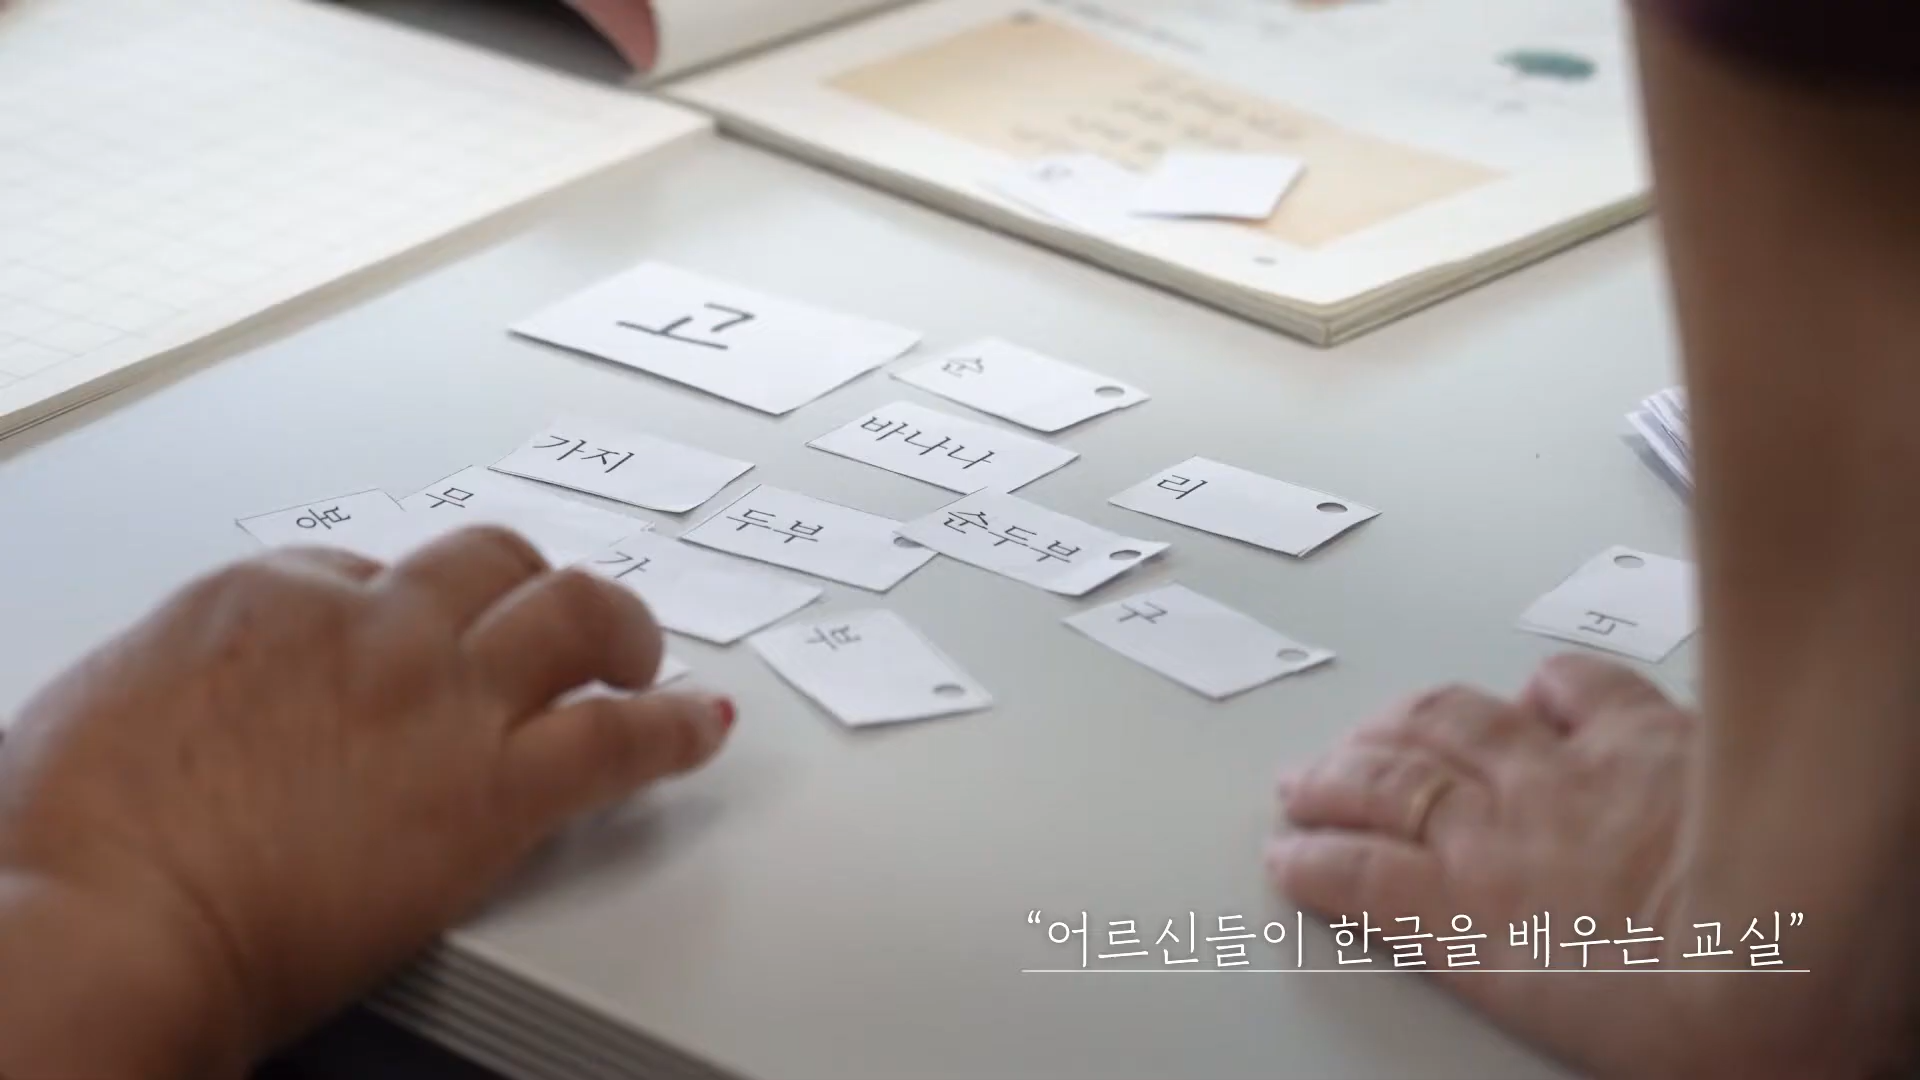 고
순
바나나
가지
리
무
봉
두부
순두부
가
구
부
“어르신들이 한글을 배우는 교실”